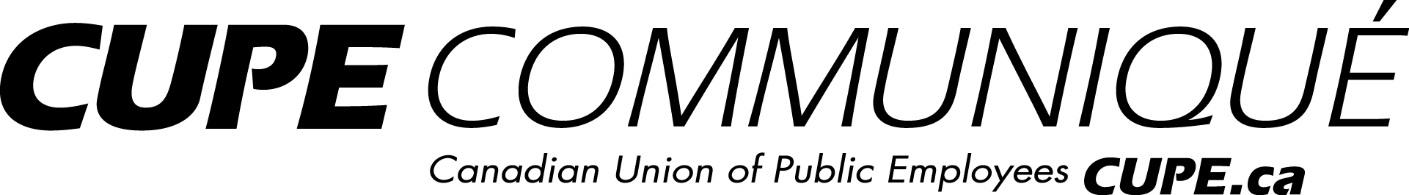 CUPE COMMUNIQUÉ
Canadian Union of Public Employees CUPE.ca